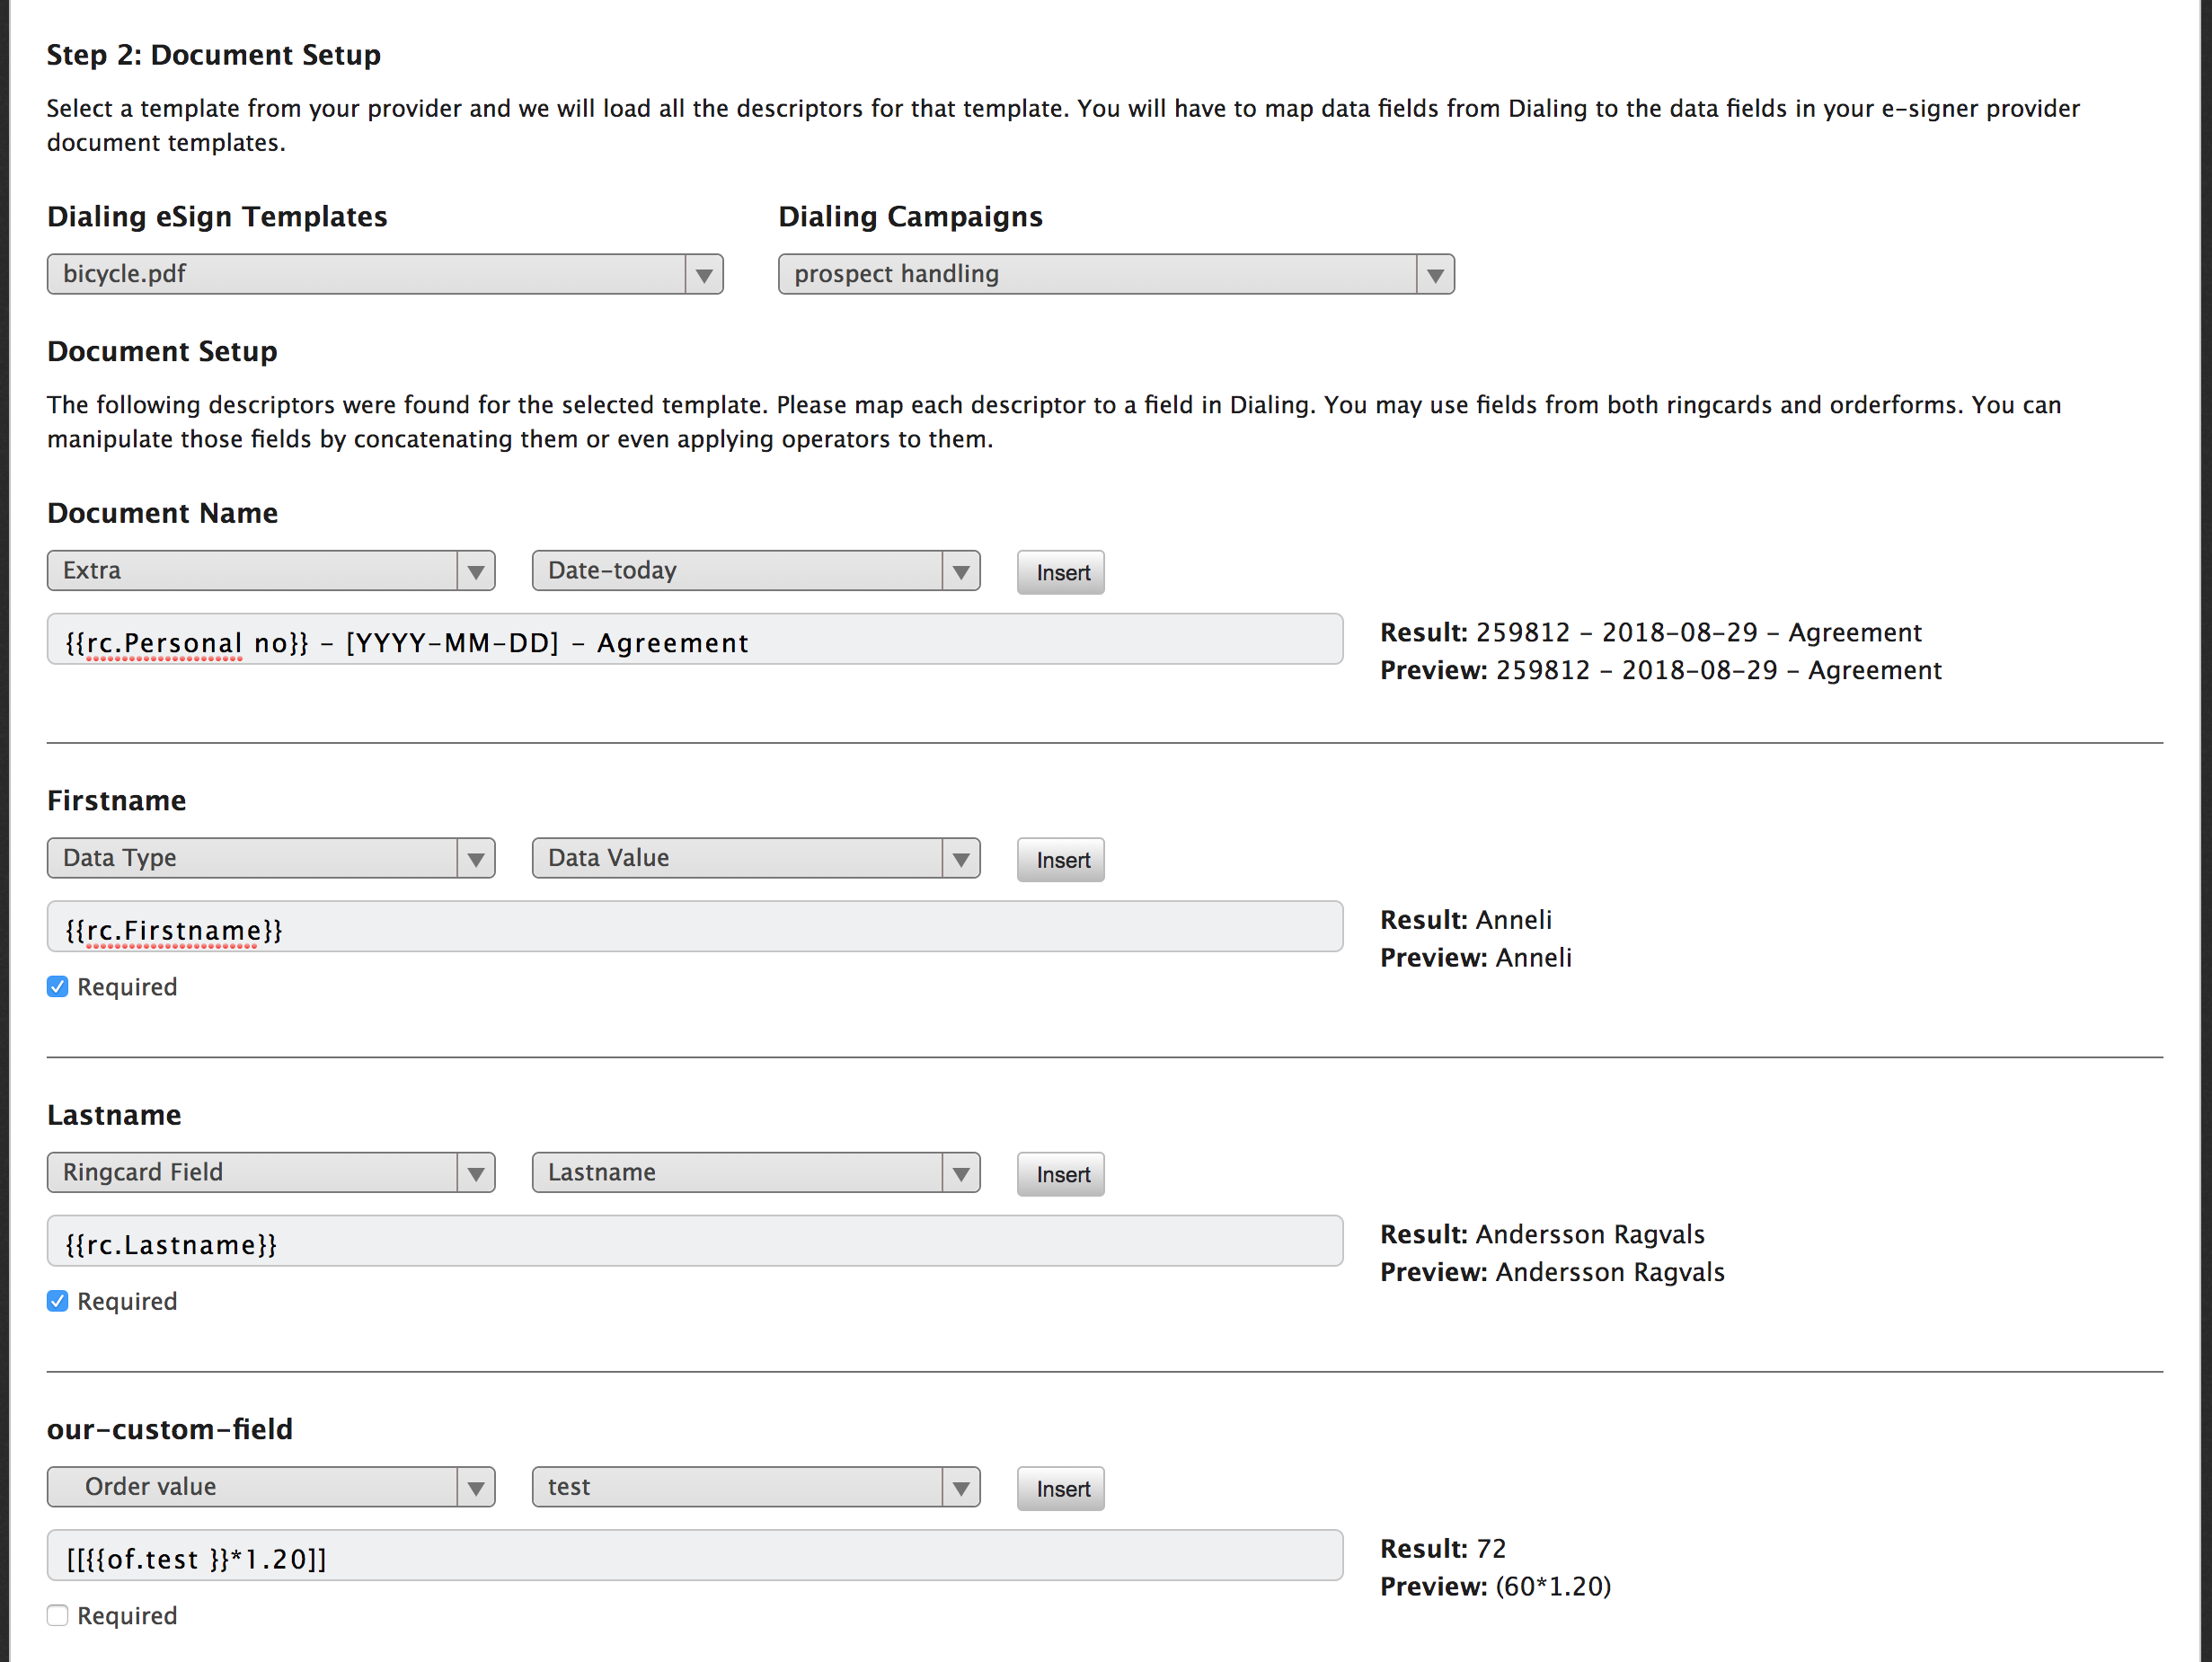 Step 2: Document Setup
Select a template from your provider and we will load all the descriptors for that template. You will have to map data fields from Dialing to the data fields in your e-signer provider
document templates.
Dialing eSign Templates
Dialing Campaigns
bicycle.pdf
prospect handling
Document Setup
The following descriptors were found for the selected template. Please map each descriptor to a field in Dialing. You may use fields from both ringcards and orderforms. You can
manipulate those fields by concatenating them or even applying operators to them.
Document Name
Extra
Date-today
Insert
{{rc.Personal no}} - [YYYY-MM-DD] - Agreement
Result: 259812 - 2018-08-29 - Agreement
Preview: 259812 - 2018-08-29 - Agreement
Firstname
Data Type
Data Value
Insert
{{rc.Firstname}}
Result: Anneli
Preview: Anneli
Required
Lastname
Ringcard Field
Lastname
Insert
{{rc.Lastname}}
Result: Andersson Ragvals
Preview: Andersson Ragvals
Required
our-custom-field
Order value
test
Insert
[[{{of.test }}*1.20]]
Result: 72
Preview: (60*1.20)
Required